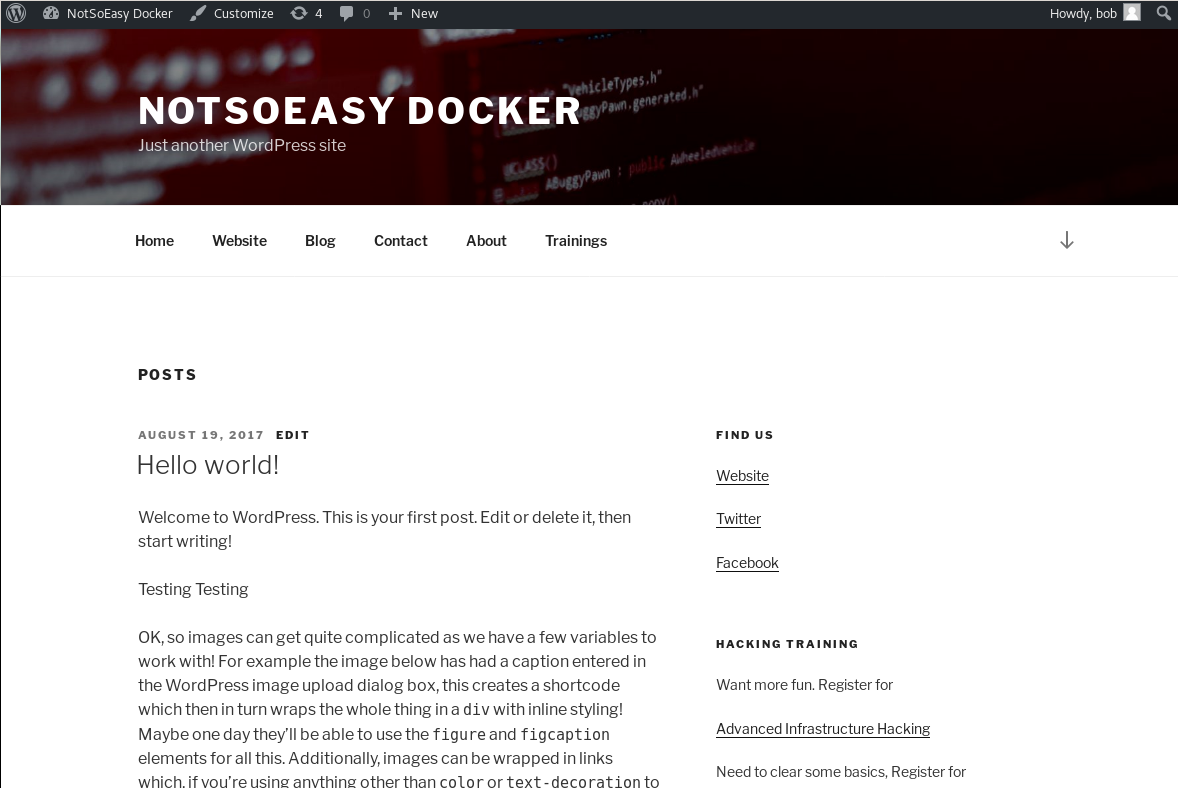 NotSoEasy Docker Customize 4 0 New Howdy, bob
"VehicleTypes.h"
BuggyPawn.generated.h"
NOTSOEASY DOCKER
Just another WordPress site
UCLASS()
ABuggyPawn : public AWheeledVehicle
Home Website Blog Contact About Trainings
POSTS
AUGUST 19, 2017 EDIT
Hello world!
Welcome to WordPress. This is your first post. Edit or delete it, then
start writing!
Testing Testing
OK, so images can get quite complicated as we have a few variables to
work with! For example the image below has had a caption entered in
the WordPress image upload dialog box, this creates a shortcode
which then in turn wraps the whole thing in a div with inline styling!
Maybe one day they’ll be able to use the figure and figcaption
elements for all this. Additionally, images can be wrapped in links
which, if you’re using anything other than color or text-decoration to
FIND US
Website
Twitter
Facebook
HACKING TRAINING
Want more fun. Register for
Advanced Infrastructure Hacking
Need to clear some basics, Register for